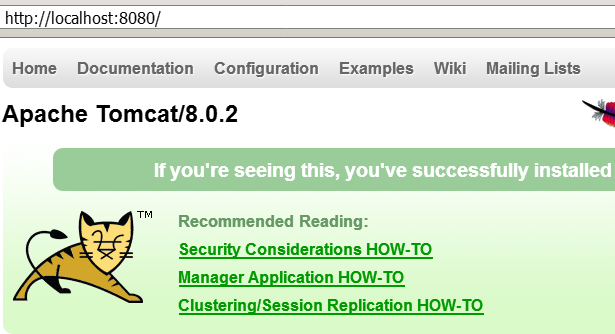 http://localhost:8080/
Home Documentation Configuration Examples Wiki Mailing Lists
Apache Tomcat/8.0.2
If you're seeing this, you've successfully installed
TM
Recommended Reading:
Security Considerations HOW-TO
Manager Application HOW-TO
Clustering/Session Replication HOW-TO